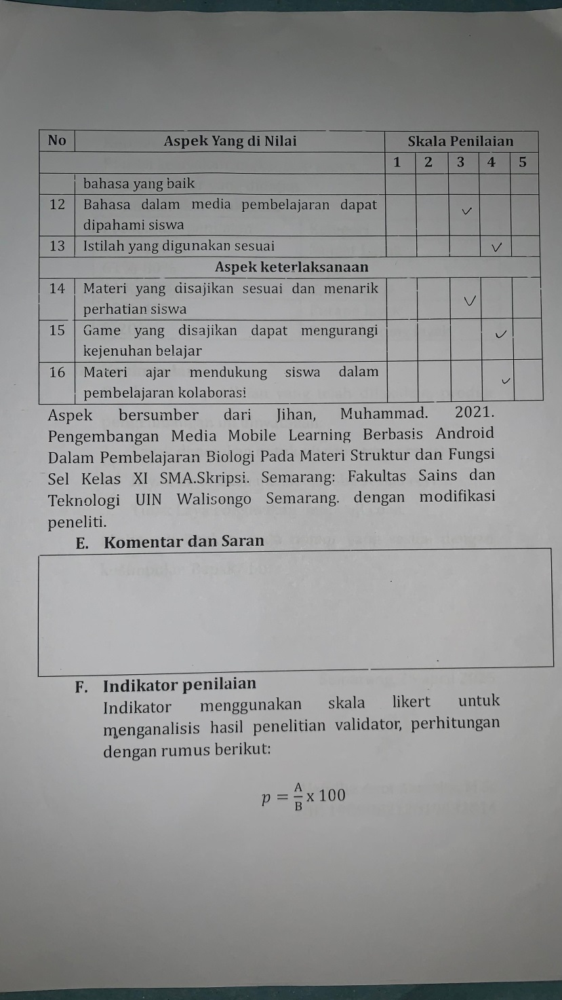 No Aspek Yang di Nilai Skala Penilaian
1 2 3 4 5
bahasa yang baik
12 Bahasa dalam media pembelajaran dapat ✓
dipahami siswa
13 Istilah yang digunakan sesuai ✓
Aspek keterlaksanaan
14 Materi yang disajikan sesuai dan menarik ✓
perhatian siswa
15 Game yang disajikan dapat mengurangi ✓
kejenuhan belajar
16 Materi ajar mendukung siswa dalam ✓
pembelajaran kolaborasi
Aspek bersumber dari Jihan, Muhammad. 2021.
Pengembangan Media Mobile Learning Berbasis Android
Dalam Pembelajaran Biologi Pada Materi Struktur dan Fungsi
Sel Kelas XI SMA.Skripsi. Semarang: Fakultas Sains dan
Teknologi UIN Walisongo Semarang. dengan modifikasi
peneliti.
E. Komentar dan Saran
F. Indikator penilaian
Indikator menggunakan skala likert untuk
menganalisis hasil penelitian validator, perhitungan
dengan rumus berikut:
p = A/B x 100